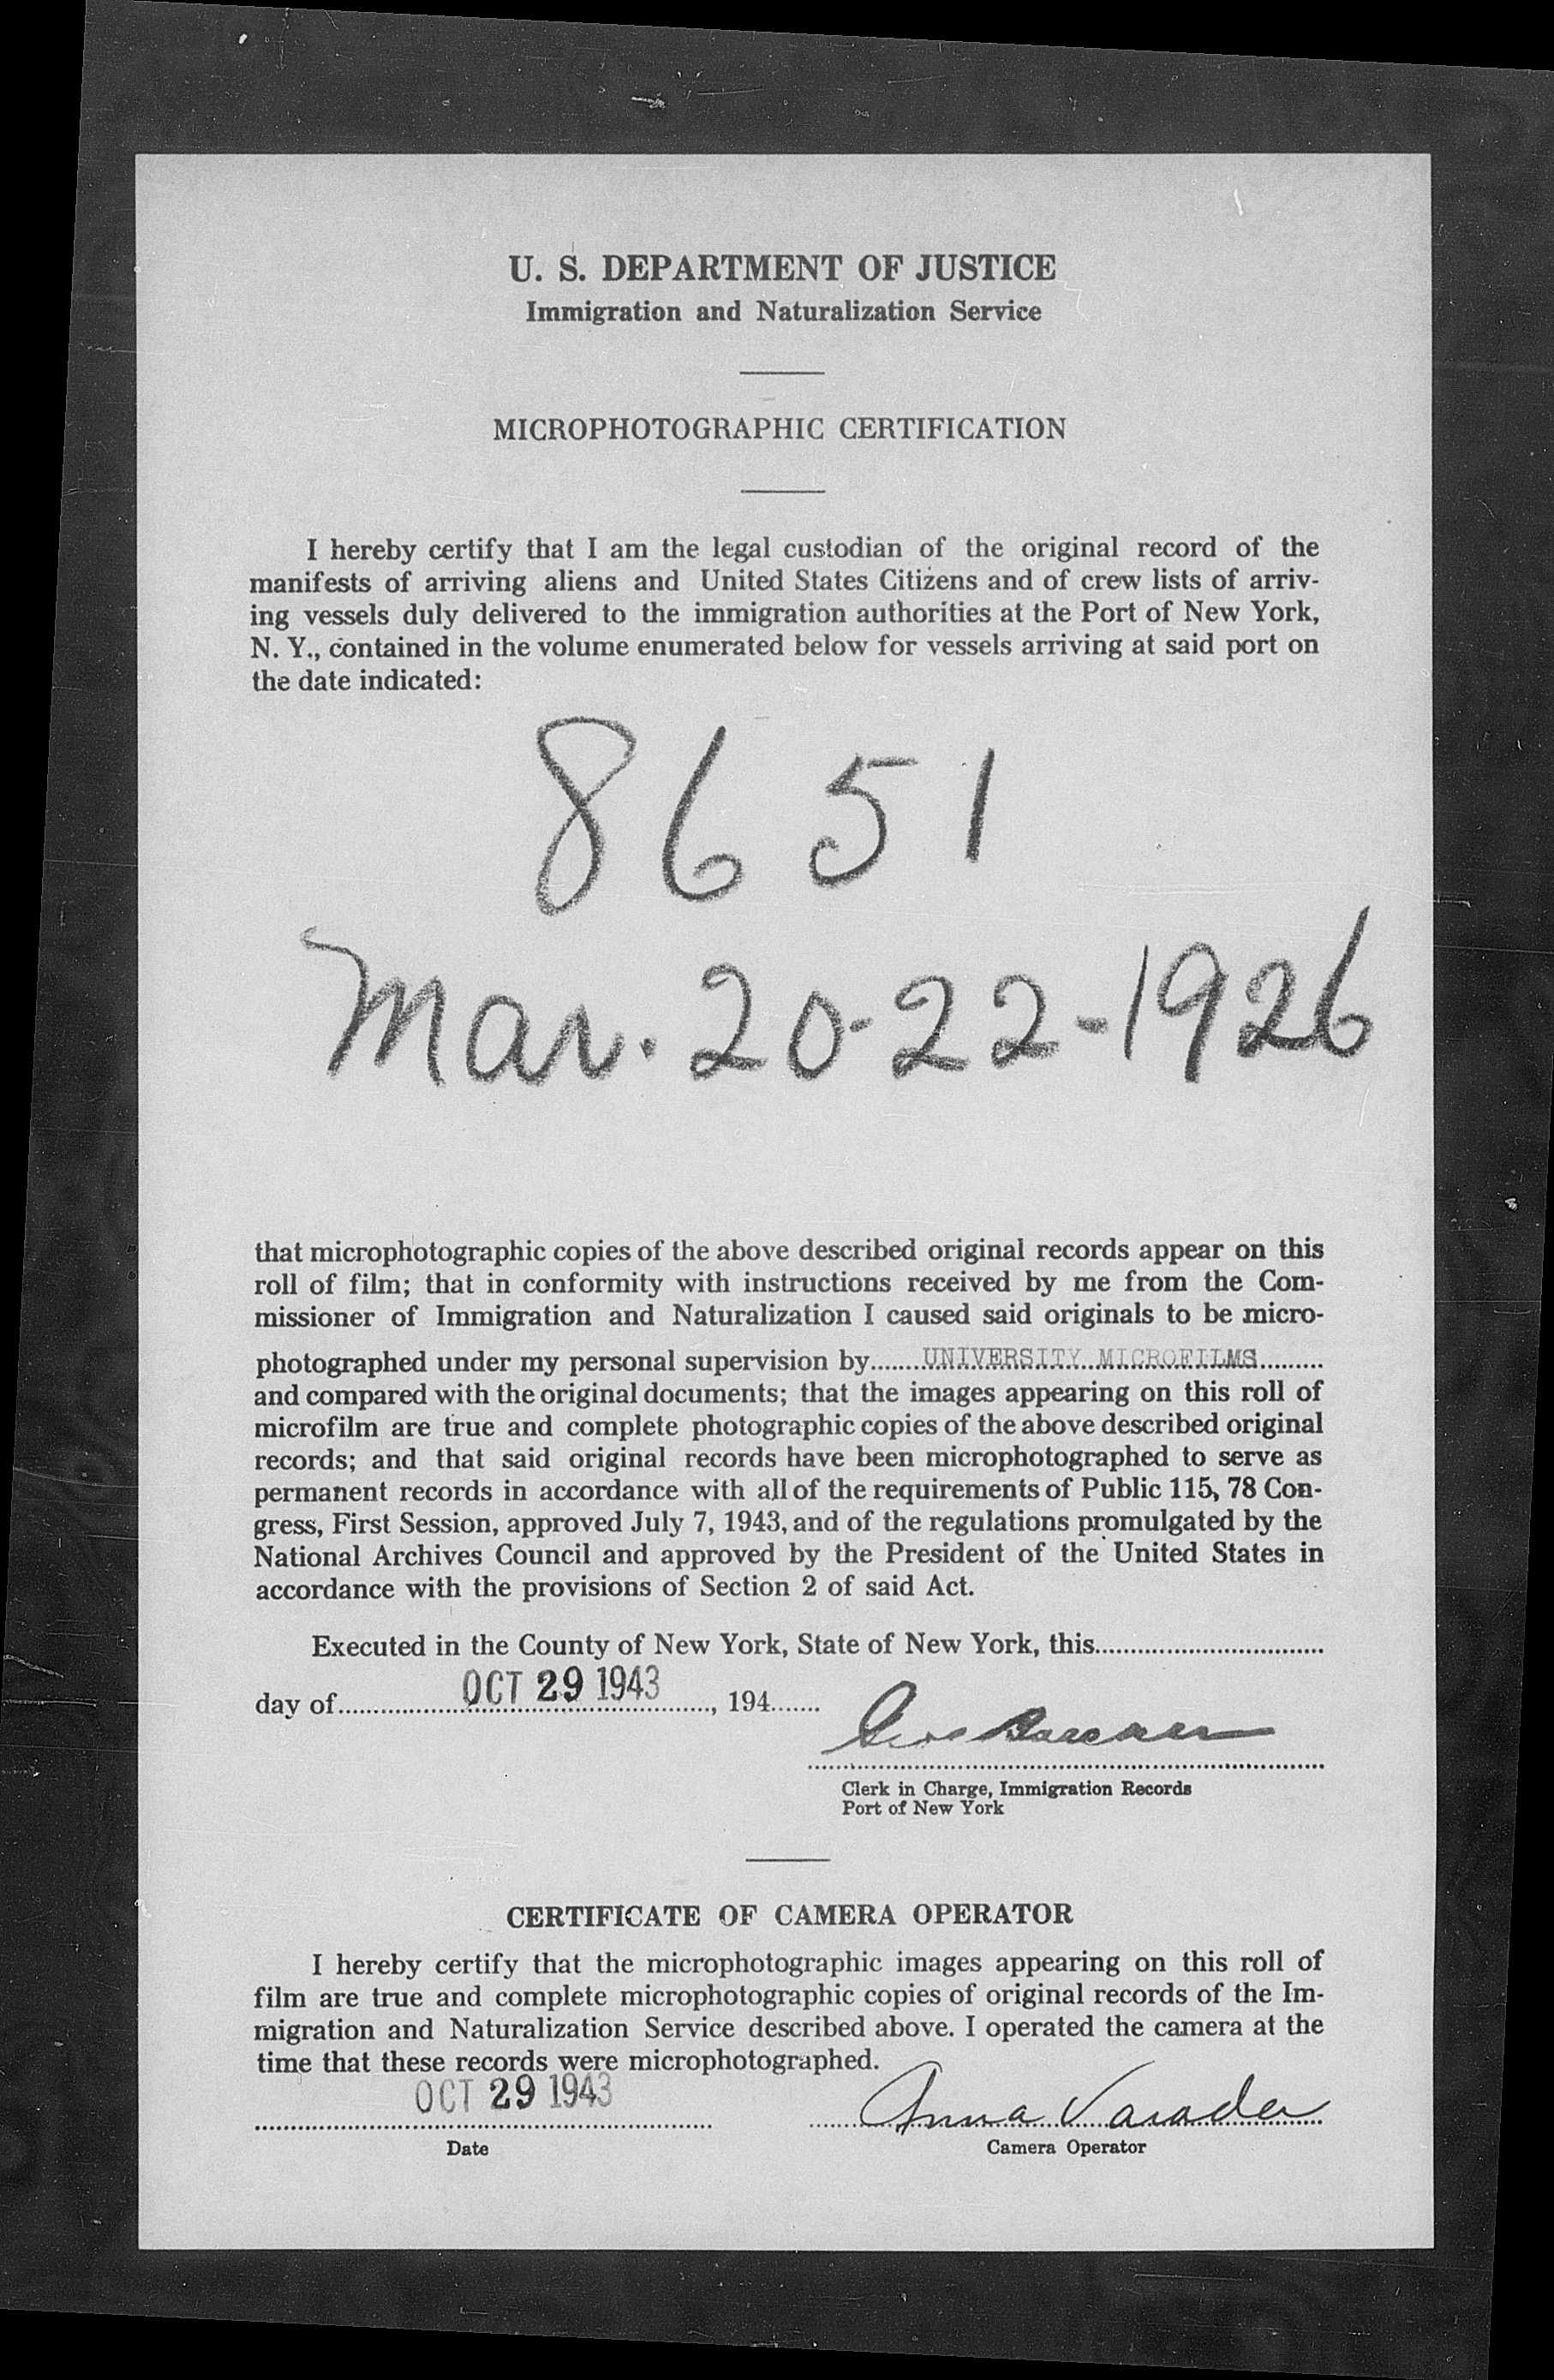 U. S. DEPARTMENT OF JUSTICE
Immigration and Naturalization Service
MICROPHOTOGRAPHIC CERTIFICATION
I hereby certify that I am the legal custodian of the original record of the
manifests of arriving aliens and United States Citizens and of crew lists of arriv-
ing vessels duly delivered to the immigration authorities at the Port of New York,
N. Y., contained in the volume enumerated below for vessels arriving at said port on
the date indicated:
8651
Mar. 20-22-1926
that microphotographic copies of the above described original records appear on this
roll of film; that in conformity with instructions received by me from the Com-
missioner of Immigration and Naturalization I caused said originals to be micro-
photographed under my personal supervision by UNIVERSITY MICROFILMS
and compared with the original documents; that the images appearing on this roll of
microfilm are true and complete photographic copies of the above described original
records; and that said original records have been microphotographed to serve as
permanent records in accordance with all of the requirements of Public 115, 78 Con-
gress, First Session, approved July 7, 1943, and of the regulations promulgated by the
National Archives Council and approved by the President of the United States in
accordance with the provisions of Section 2 of said Act.
Executed in the County of New York, State of New York, this
day of OCT 29 1943, 194
Clerk in Charge, Immigration Records
Port of New York
CERTIFICATE OF CAMERA OPERATOR
I hereby certify that the microphotographic images appearing on this roll of
film are true and complete microphotographic copies of original records of the Im-
migration and Naturalization Service described above. I operated the camera at the
time that these records were microphotographed.
OCT 29 1943 Anna
Date Camera Operator